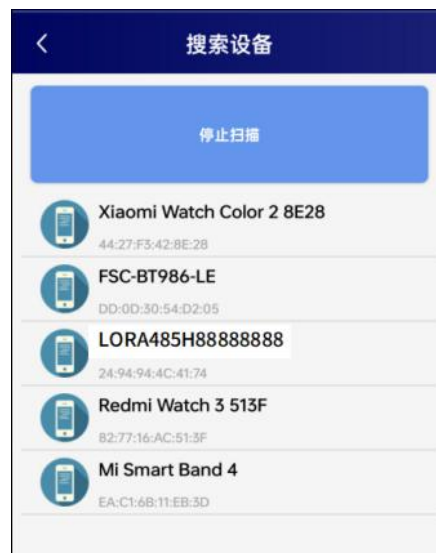 搜索设备
停止扫描
Xiaomi Watch Color 2 8E28
44:27:F3:42:8E:28
FSC-BT986-LE
DD:0D:30:54:D2:05
LORA485H88888888
24:94:94:4C:41:74
Redmi Watch 3 513F
82:77:16:AC:51:3F
Mi Smart Band 4
EA:C1:6B:11:EB:3D